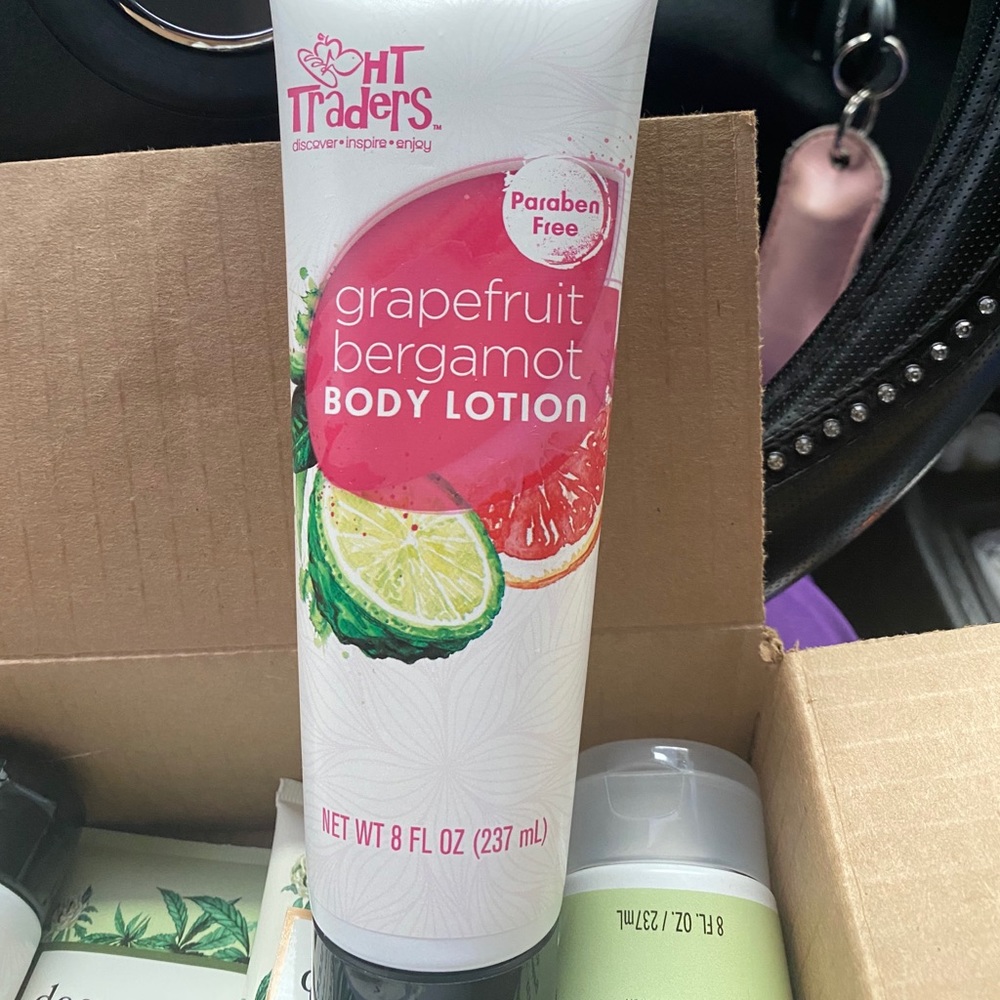 HT
Traders™
discover • inspire • enjoy
Paraben
Free
grapefruit
bergamot
BODY LOTION
NET WT 8 FL OZ (237 mL)
8 FL. OZ. / 237mL